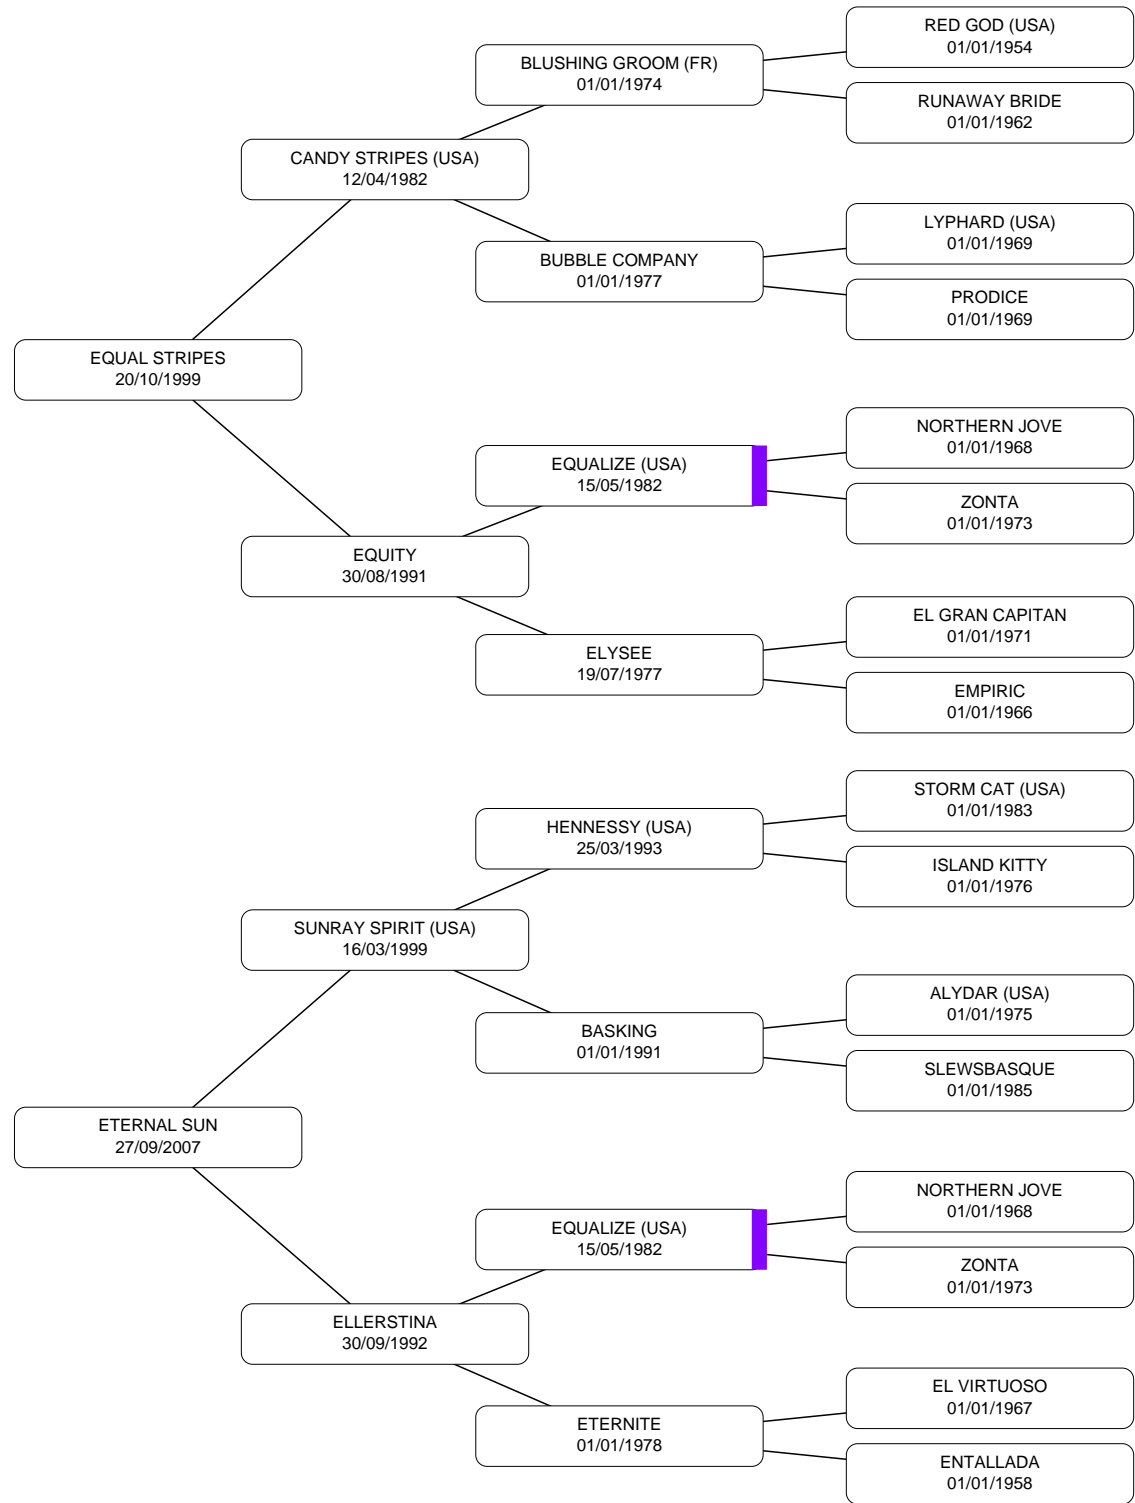 RED GOD (USA)
01/01/1954
BLUSHING GROOM (FR)
01/01/1974
RUNAWAY BRIDE
01/01/1962
CANDY STRIPES (USA)
12/04/1982
LYPHARD (USA)
01/01/1969
BUBBLE COMPANY
01/01/1977
PRODICE
01/01/1969
EQUAL STRIPES
20/10/1999
NORTHERN JOVE
01/01/1968
EQUALIZE (USA)
15/05/1982
ZONTA
01/01/1973
EQUITY
30/08/1991
EL GRAN CAPITAN
01/01/1971
ELYSEE
19/07/1977
EMPIRIC
01/01/1966
STORM CAT (USA)
01/01/1983
HENNESSY (USA)
25/03/1993
ISLAND KITTY
01/01/1976
SUNRAY SPIRIT (USA)
16/03/1999
ALYDAR (USA)
01/01/1975
BASKING
01/01/1991
SLEWSBASQUE
01/01/1985
ETERNAL SUN
27/09/2007
NORTHERN JOVE
01/01/1968
EQUALIZE (USA)
15/05/1982
ZONTA
01/01/1973
ELLERSTINA
30/09/1992
EL VIRTUOSO
01/01/1967
ETERNITE
01/01/1978
ENTALLADA
01/01/1958